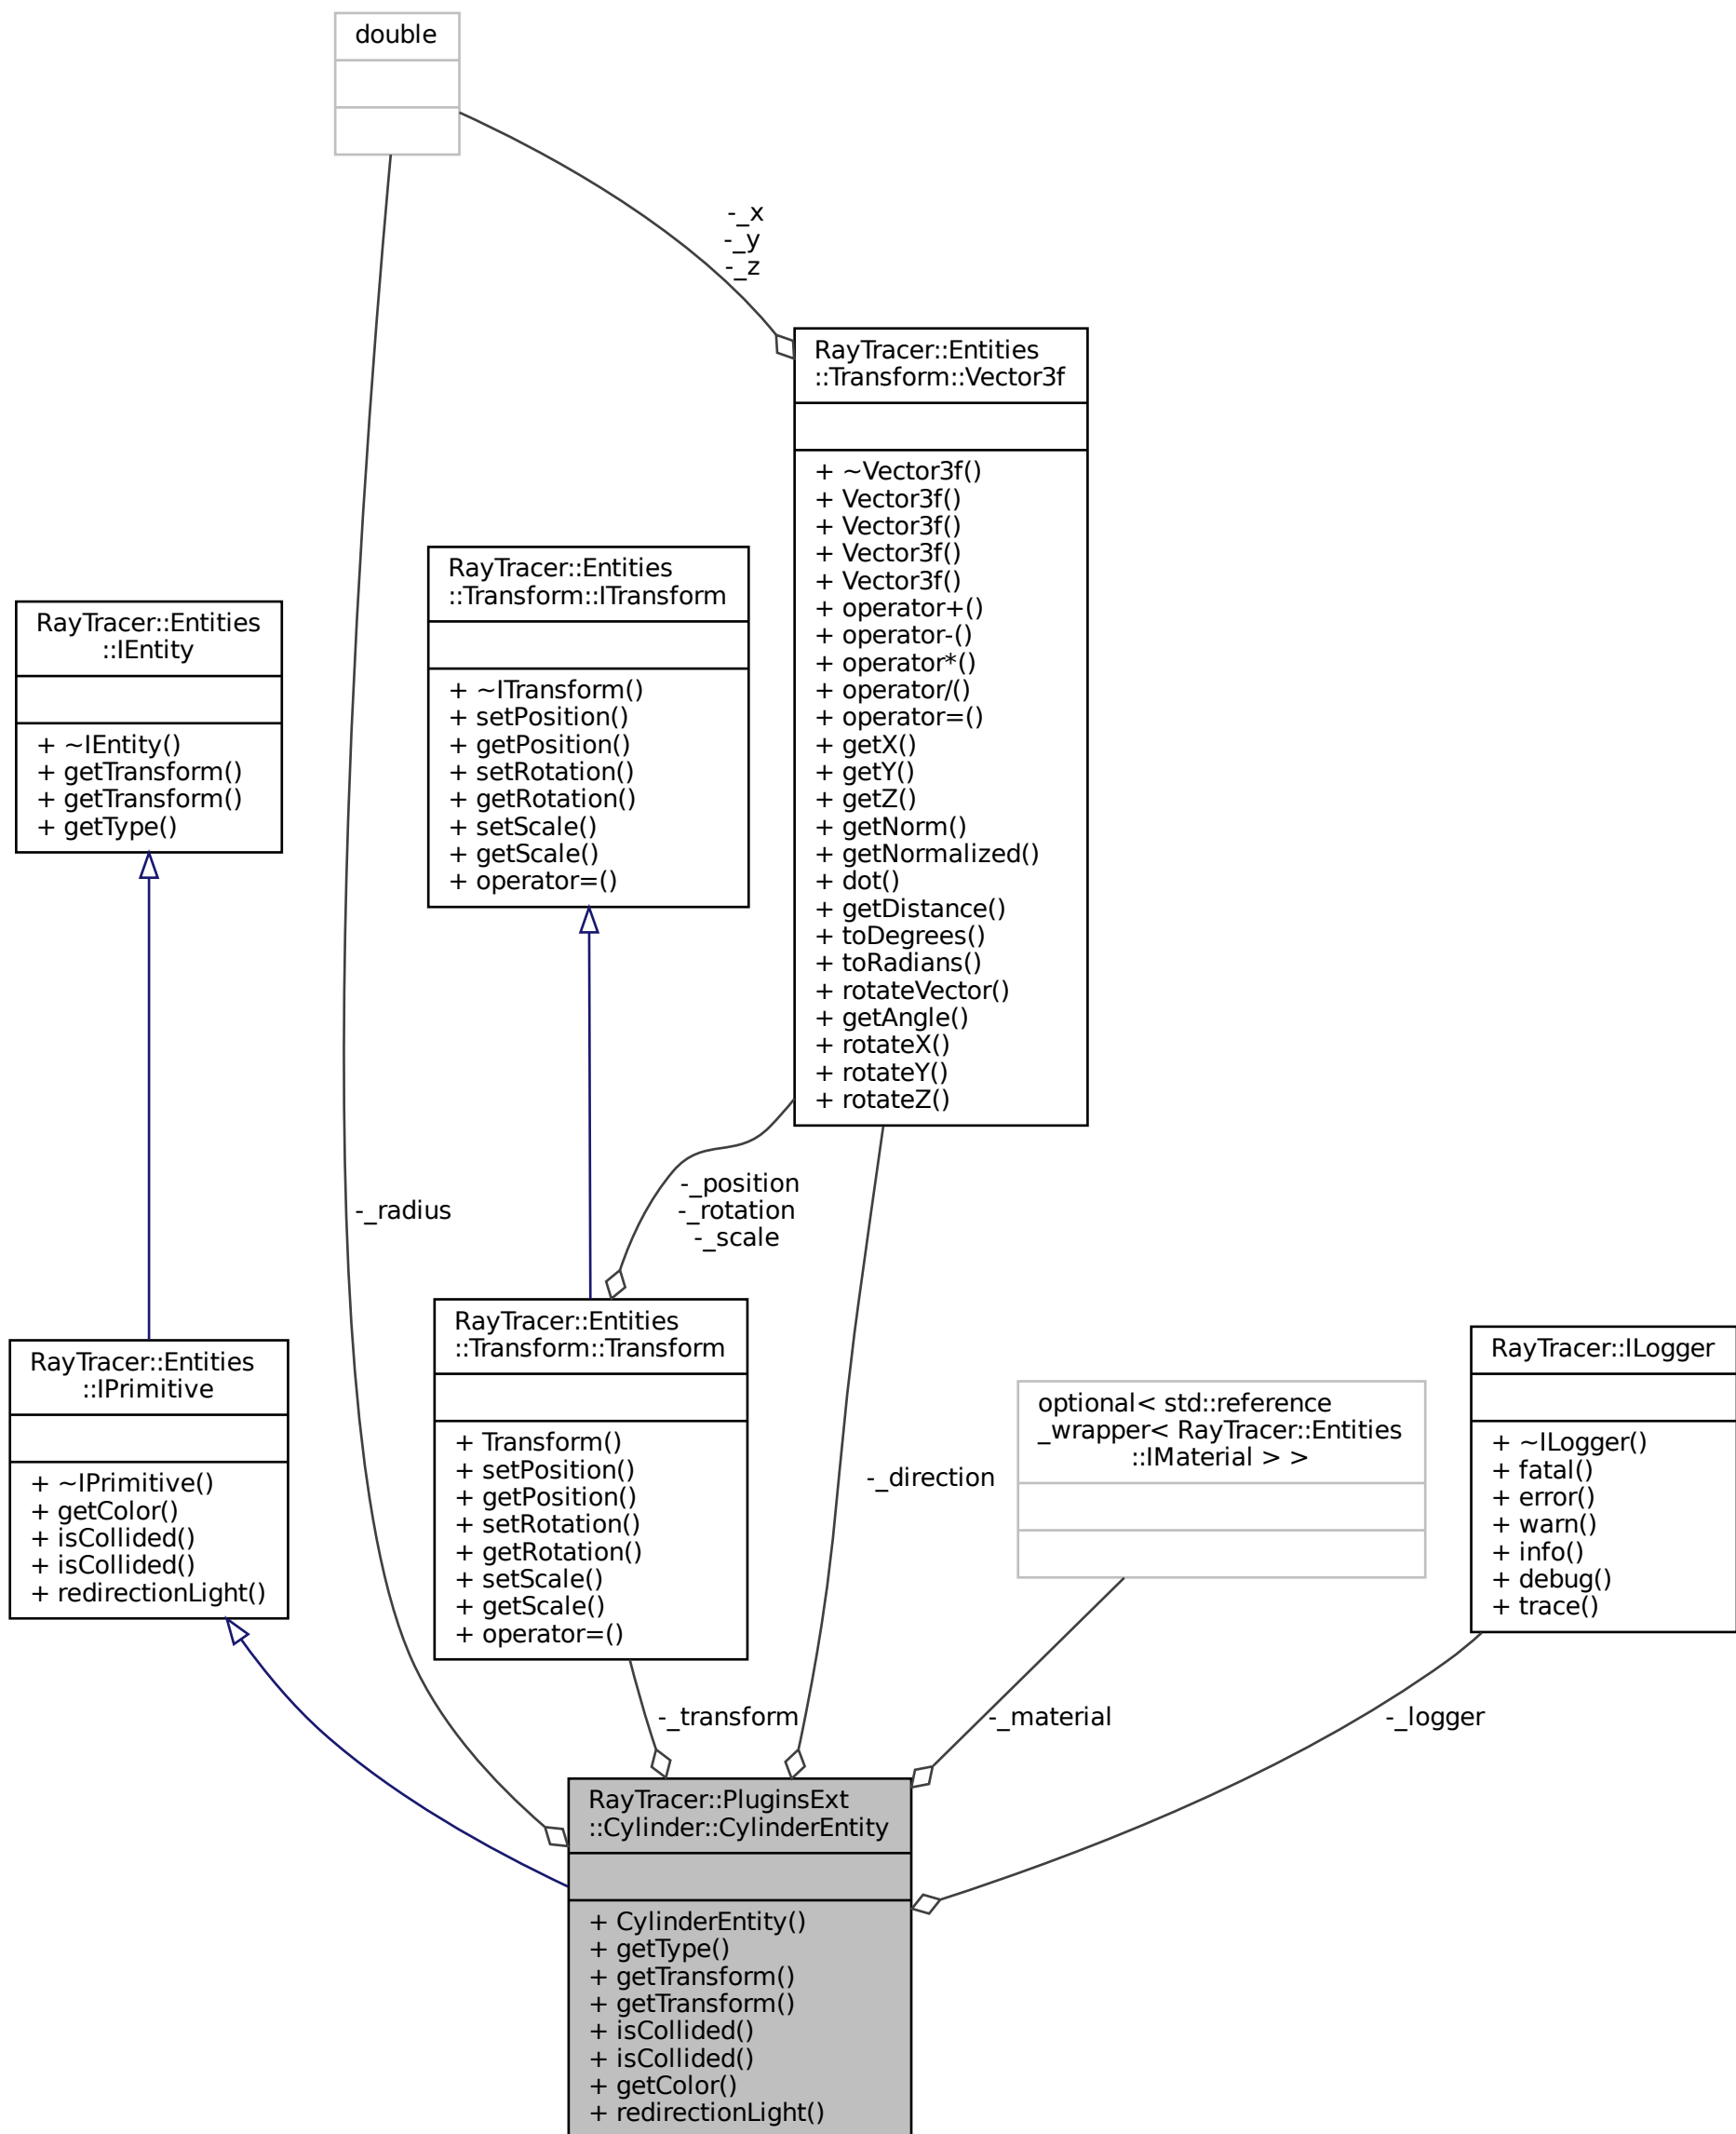 double
-_x
-_y
-_z
RayTracer::Entities
::Transform::Vector3f
+ ~Vector3f()
+ Vector3f()
+ Vector3f()
+ Vector3f()
+ Vector3f()
+ operator+()
+ operator-()
+ operator*()
+ operator/()
+ operator=()
+ getX()
+ getY()
+ getZ()
+ getNorm()
+ getNormalized()
+ dot()
+ getDistance()
+ toDegrees()
+ toRadians()
+ rotateVector()
+ getAngle()
+ rotateX()
+ rotateY()
+ rotateZ()
RayTracer::Entities
::Transform::ITransform
+ ~ITransform()
+ setPosition()
+ getPosition()
+ setRotation()
+ getRotation()
+ setScale()
+ getScale()
+ operator=()
RayTracer::Entities
::IEntity
+ ~IEntity()
+ getTransform()
+ getTransform()
+ getType()
-_radius
-_position
-_rotation
-_scale
RayTracer::Entities
::IPrimitive
+ ~IPrimitive()
+ getColor()
+ isCollided()
+ isCollided()
+ redirectionLight()
RayTracer::Entities
::Transform::Transform
+ Transform()
+ setPosition()
+ getPosition()
+ setRotation()
+ getRotation()
+ setScale()
+ getScale()
+ operator=()
-_direction
optional< std::reference
_wrapper< RayTracer::Entities
::IMaterial > >
RayTracer::ILogger
+ ~ILogger()
+ fatal()
+ error()
+ warn()
+ info()
+ debug()
+ trace()
-_transform
-_material
-_logger
RayTracer::PluginsExt
::Cylinder::CylinderEntity
+ CylinderEntity()
+ getType()
+ getTransform()
+ getTransform()
+ isCollided()
+ isCollided()
+ getColor()
+ redirectionLight()